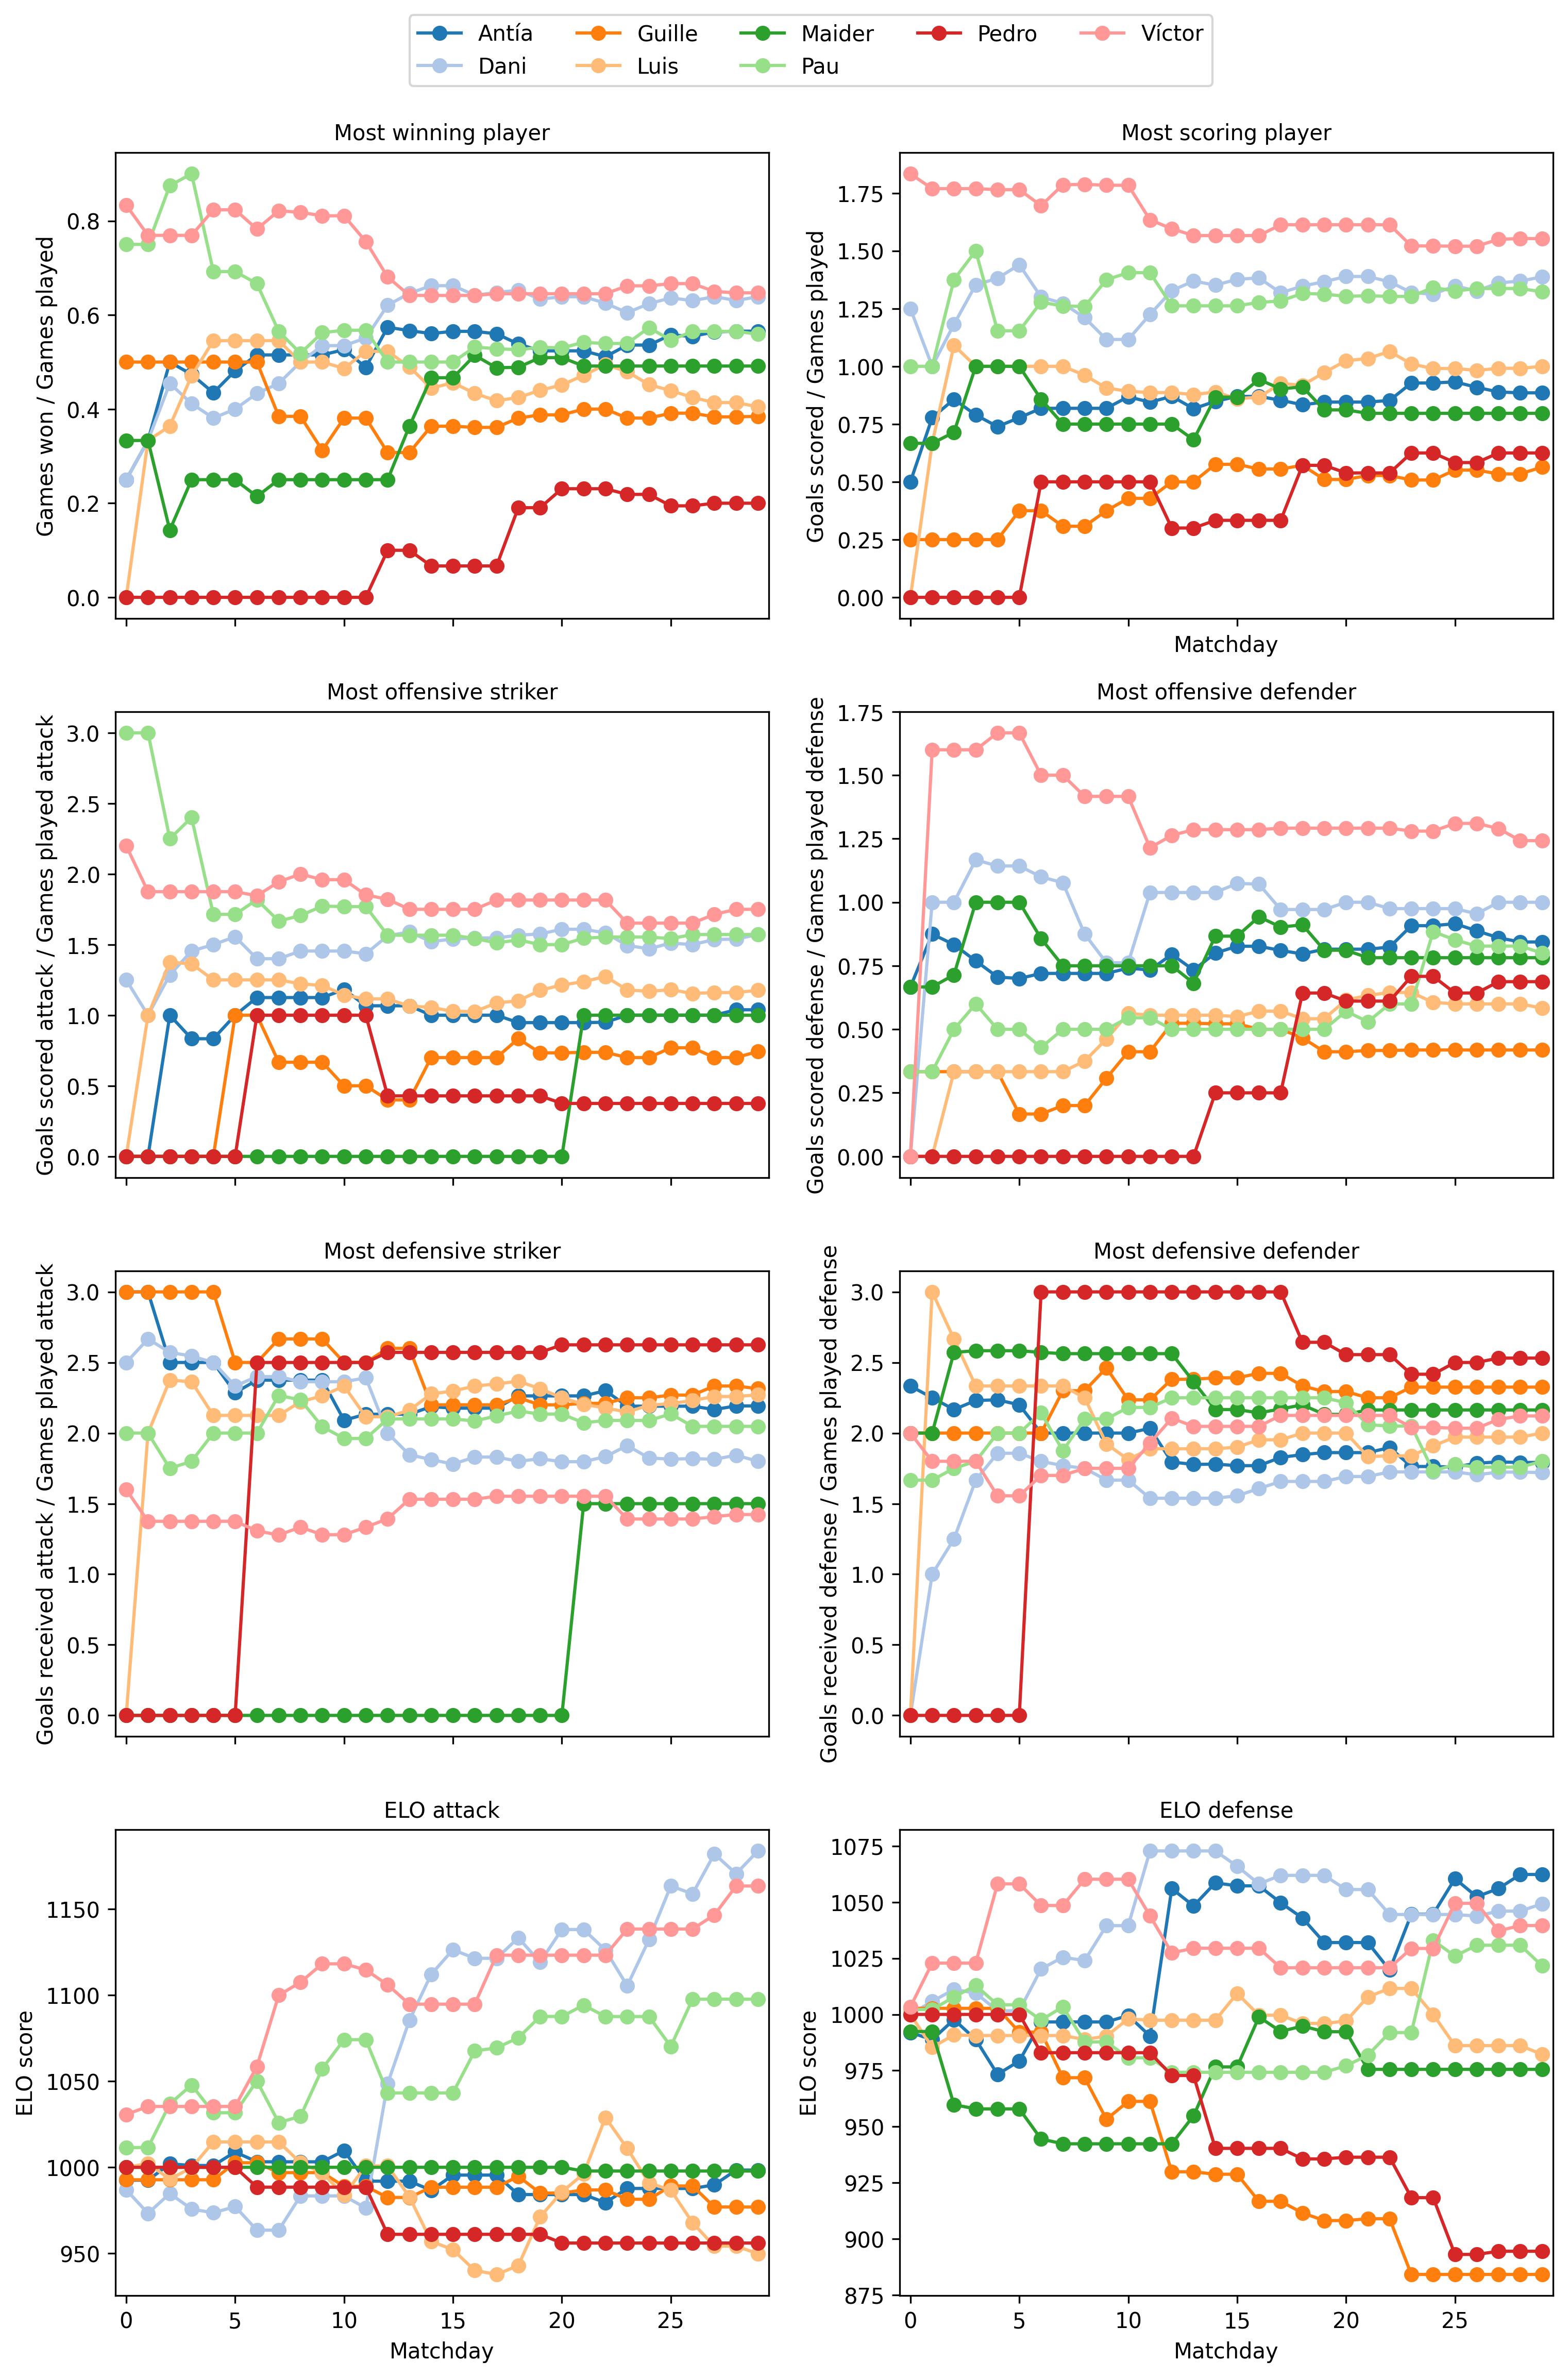 Antía Guille Maider Pedro Víctor
Dani Luis Pau
Most winning player
Games won / Games played
0.8
0.6
0.4
0.2
0.0
Most scoring player
Goals scored / Games played
1.75
1.50
1.25
1.00
0.75
0.50
0.25
0.00
Matchday
Most offensive striker
Goals scored attack / Games played attack
3.0
2.5
2.0
1.5
1.0
0.5
0.0
Most offensive defender
Goals scored defense / Games played defense
1.75
1.50
1.25
1.00
0.75
0.50
0.25
0.00
Most defensive striker
Goals received attack / Games played attack
3.0
2.5
2.0
1.5
1.0
0.5
0.0
Most defensive defender
Goals received defense / Games played defense
3.0
2.5
2.0
1.5
1.0
0.5
0.0
ELO attack
ELO score
1150
1100
1050
1000
950
0 5 10 15 20 25
Matchday
ELO defense
ELO score
1075
1050
1025
1000
975
950
925
900
875
0 5 10 15 20 25
Matchday